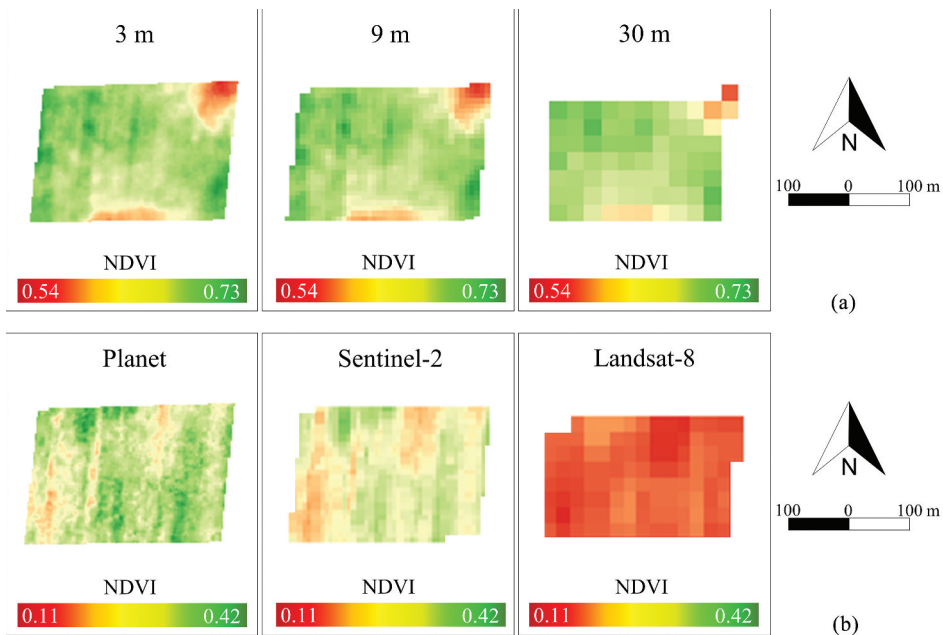 3 m
9 m
30 m
N
100 0 100 m
NDVI
NDVI
NDVI
0.54 0.73
0.54 0.73
0.54 0.73
(a)
Planet
Sentinel-2
Landsat-8
N
100 0 100 m
NDVI
NDVI
NDVI
0.11 0.42
0.11 0.42
0.11 0.42
(b)